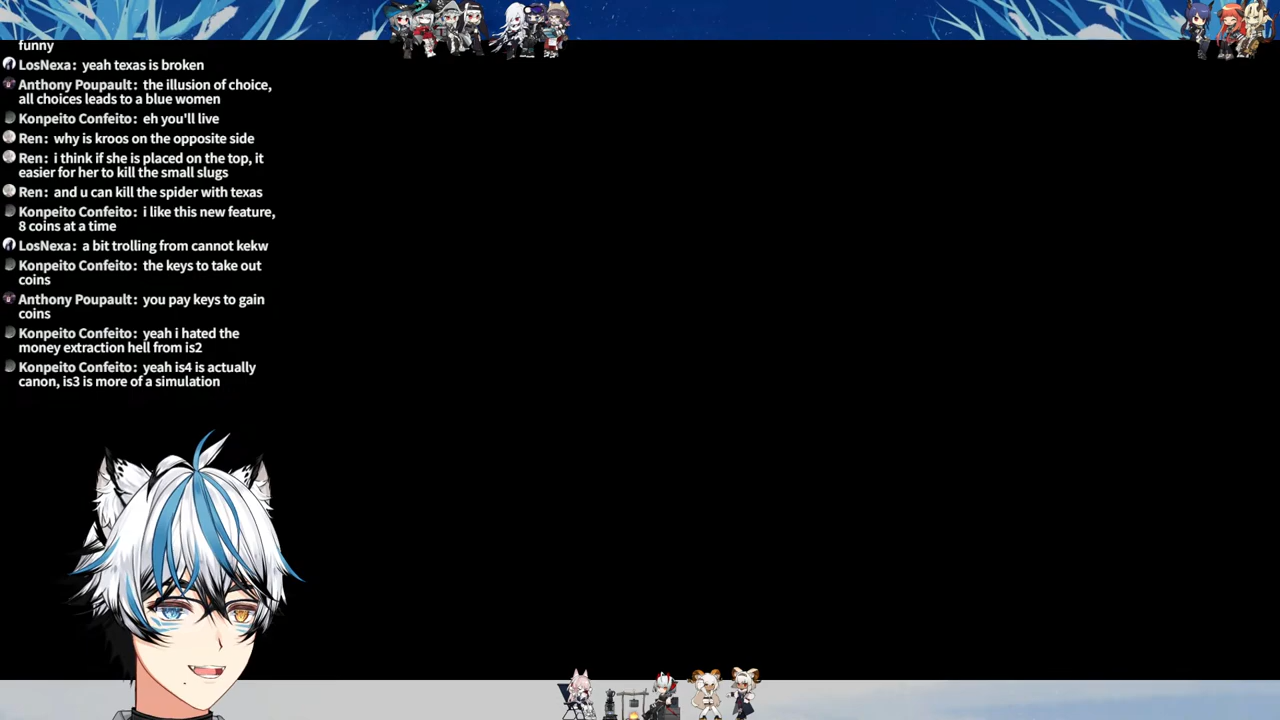 funny
LosNexa: yeah texas is broken
Anthony Poupault: the illusion of choice,
all choices leads to a blue women
Konpeito Confeito: eh you'll live
Ren: why is kroos on the opposite side
Ren: i think if she is placed on the top, it
easier for her to kill the small slugs
Ren: and u can kill the spider with texas
Konpeito Confeito: i like this new feature,
8 coins at a time
LosNexa: a bit trolling from cannot kekw
Konpeito Confeito: the keys to take out
coins
Anthony Poupault: you pay keys to gain
coins
Konpeito Confeito: yeah i hated the
money extraction hell from is2
Konpeito Confeito: yeah is4 is actually
canon, is3 is more of a simulation